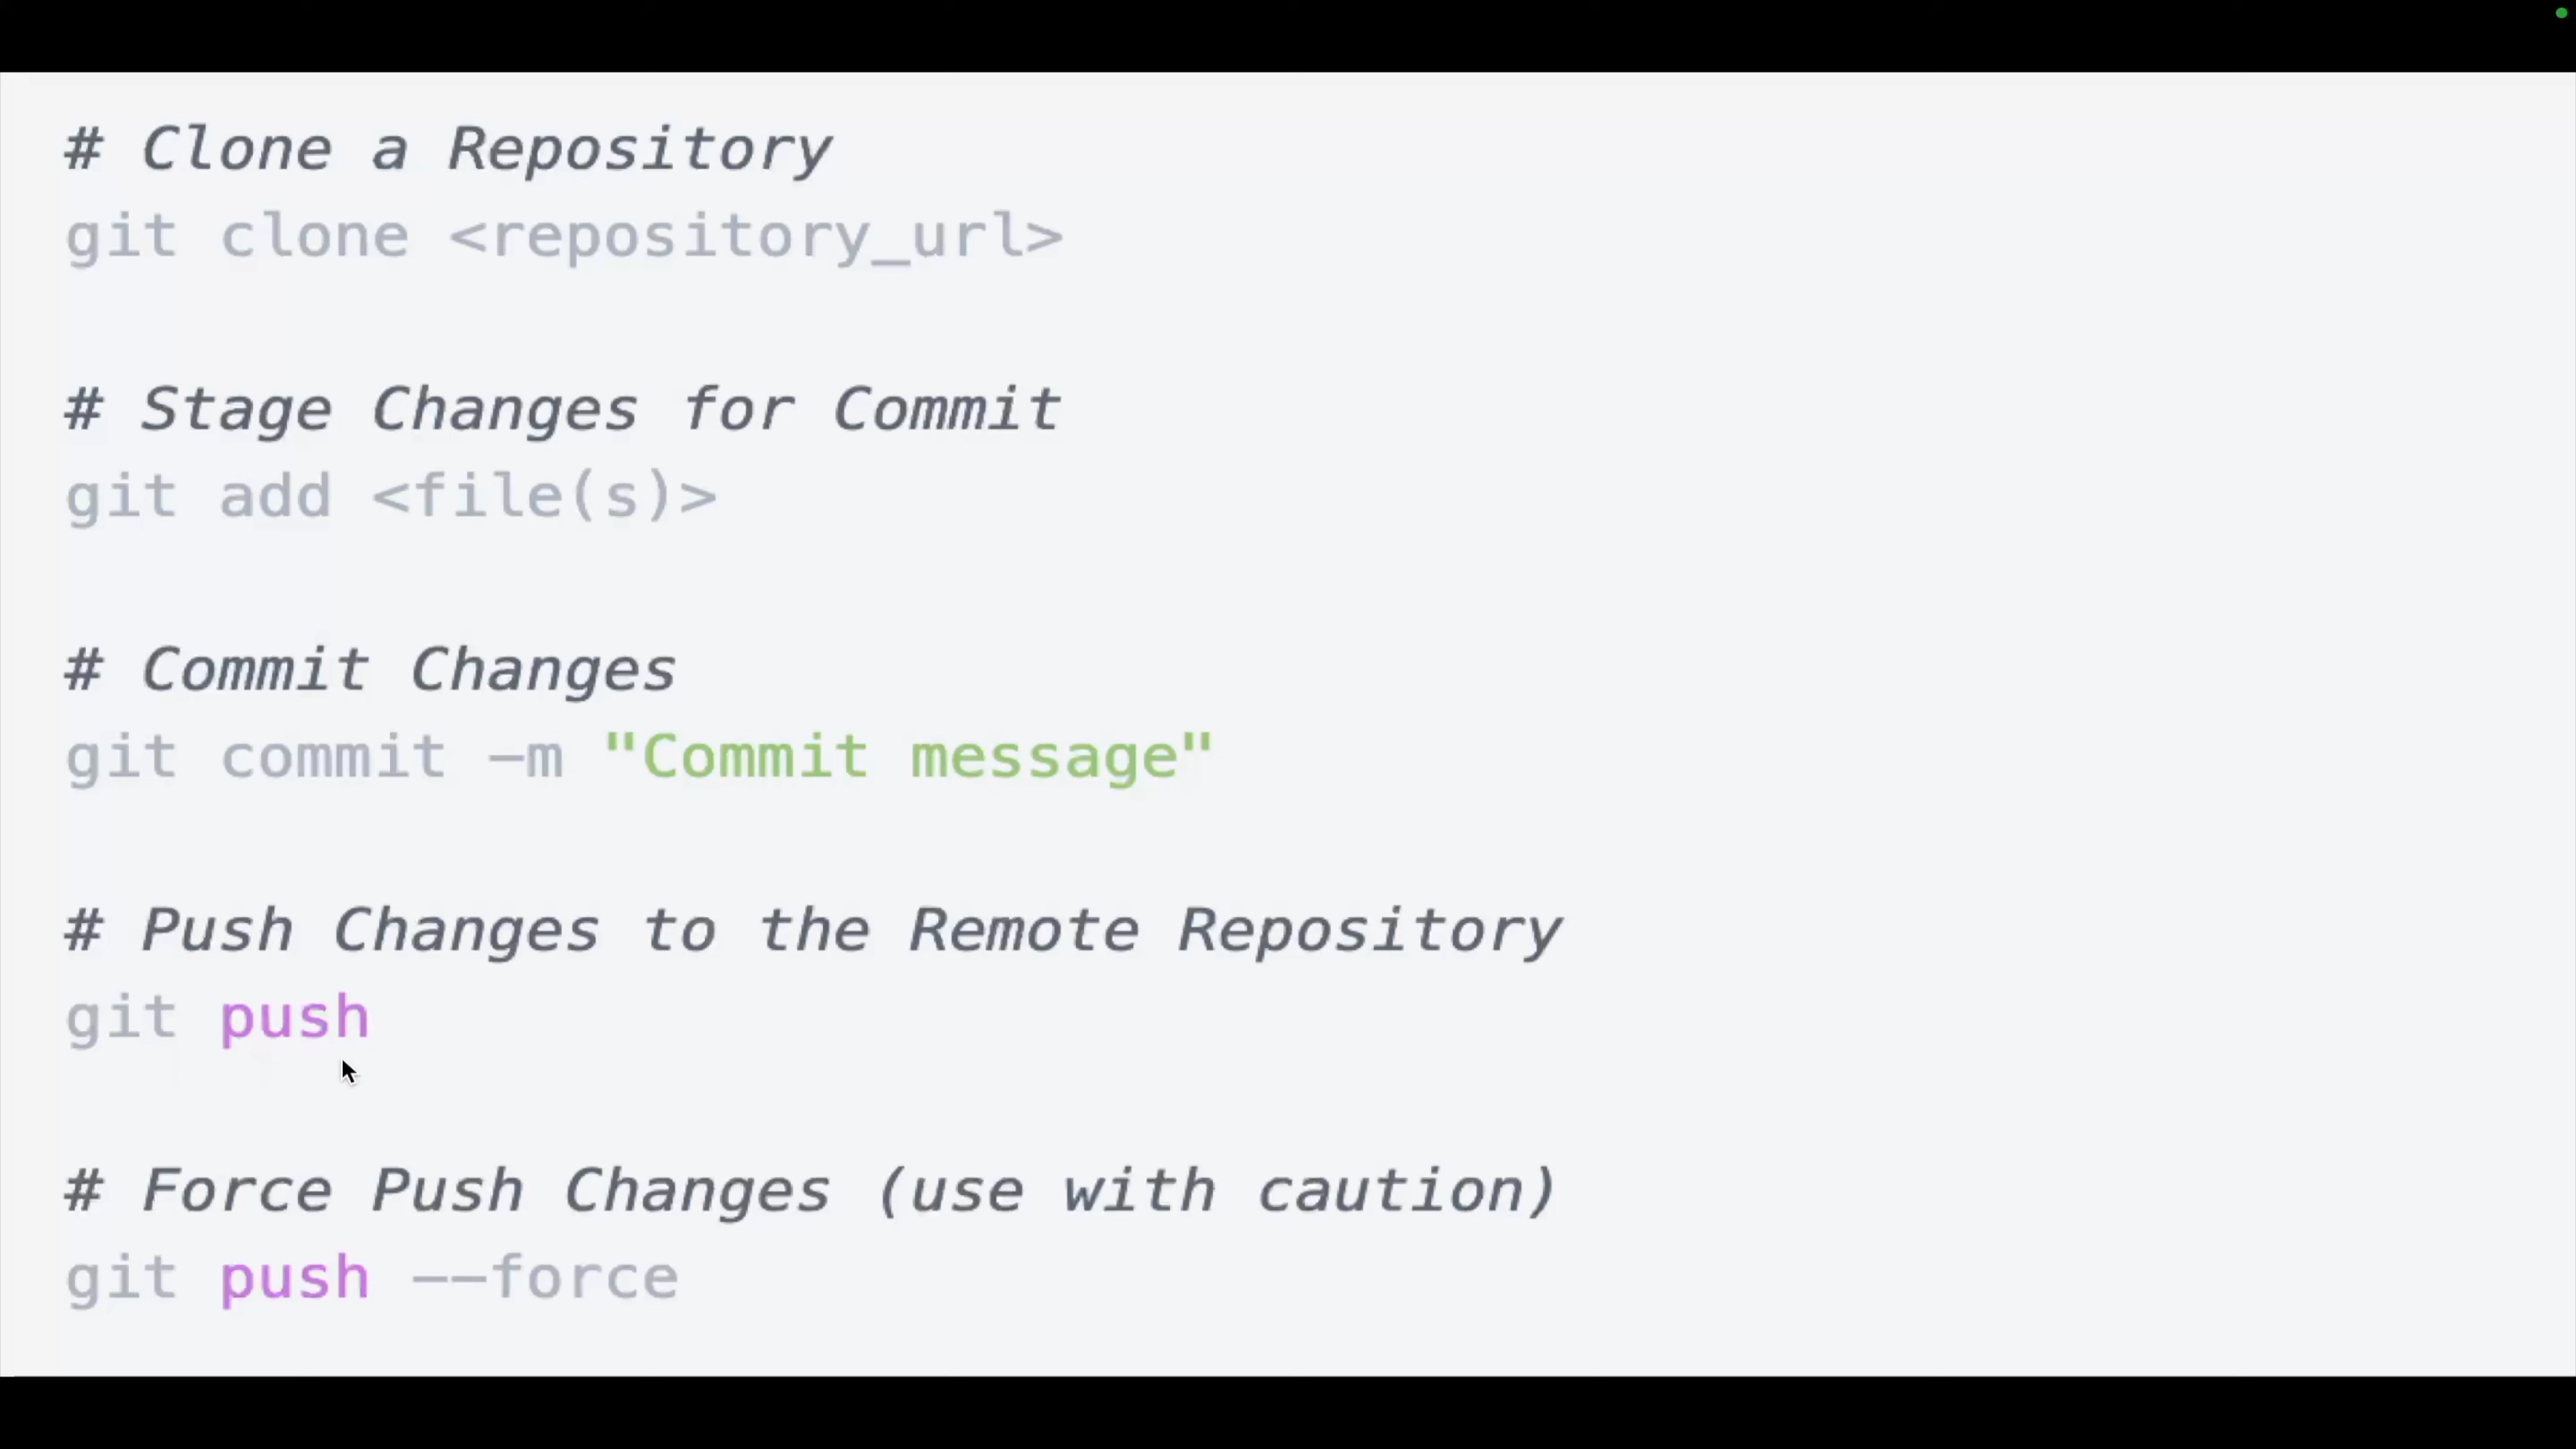 # Clone a Repository
git clone <repository_url>
# Stage Changes for Commit
git add <file(s)>
# Commit Changes
git commit -m "Commit message"
# Push Changes to the Remote Repository
git push
# Force Push Changes (use with caution)
git push --force